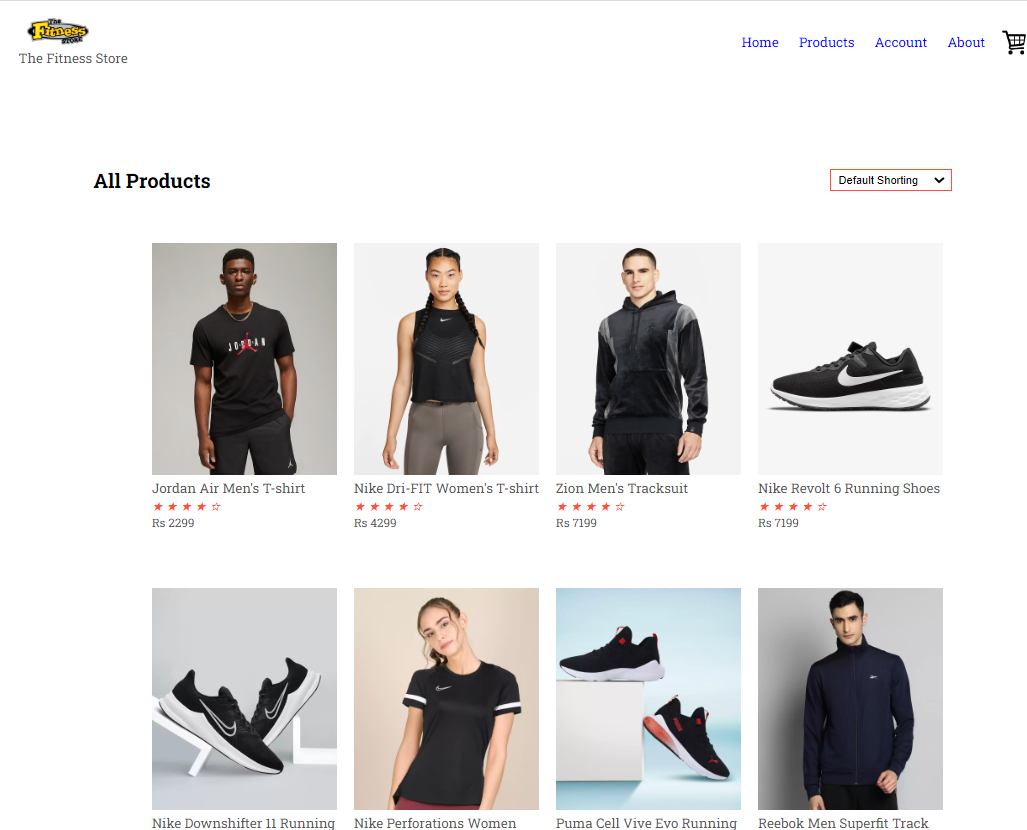 The
Fitness
STORE
The Fitness Store
Home Products Account About
All Products
Default Shorting
JORDAN
Jordan Air Men's T-shirt
Rs 2299
Nike Dri-FIT Women's T-shirt
Rs 4299
Zion Men's Tracksuit
Rs 7199
Nike Revolt 6 Running Shoes
Rs 7199
Nike Downshifter 11 Running
Nike Perforations Women
Puma Cell Vive Evo Running
Reebok Men Superfit Track